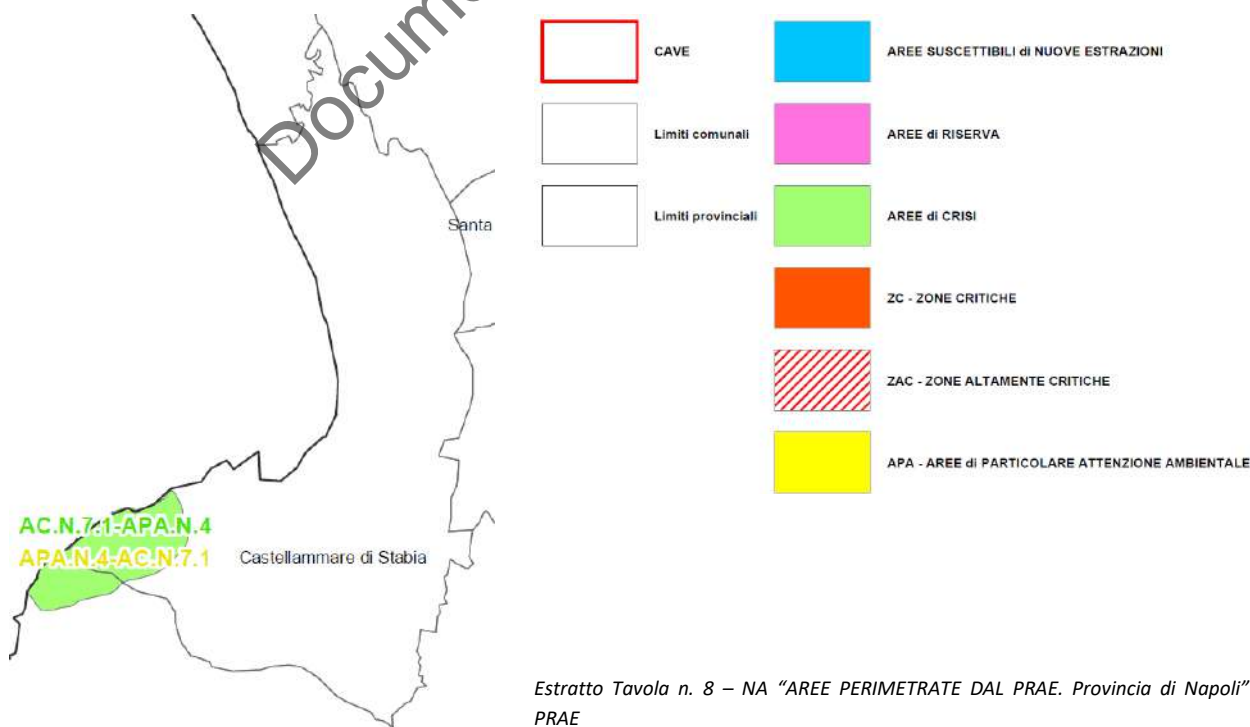 Docume
CAVE
Limiti comunali
Limiti provinciali
AREE SUSCETTIBILI di NUOVE ESTRAZIONI
AREE di RISERVA
AREE di CRISI
ZC - ZONE CRITICHE
ZAC - ZONE ALTAMENTE CRITICHE
APA - AREE di PARTICOLARE ATTENZIONE AMBIENTALE
Santa
AC.N.7.1-APA.N.4
APA.N.4-AC.N.7.1
Castellammare di Stabia
Estratto Tavola n. 8 – NA “AREE PERIMETRATE DAL PRAE. Provincia di Napoli”
PRAE